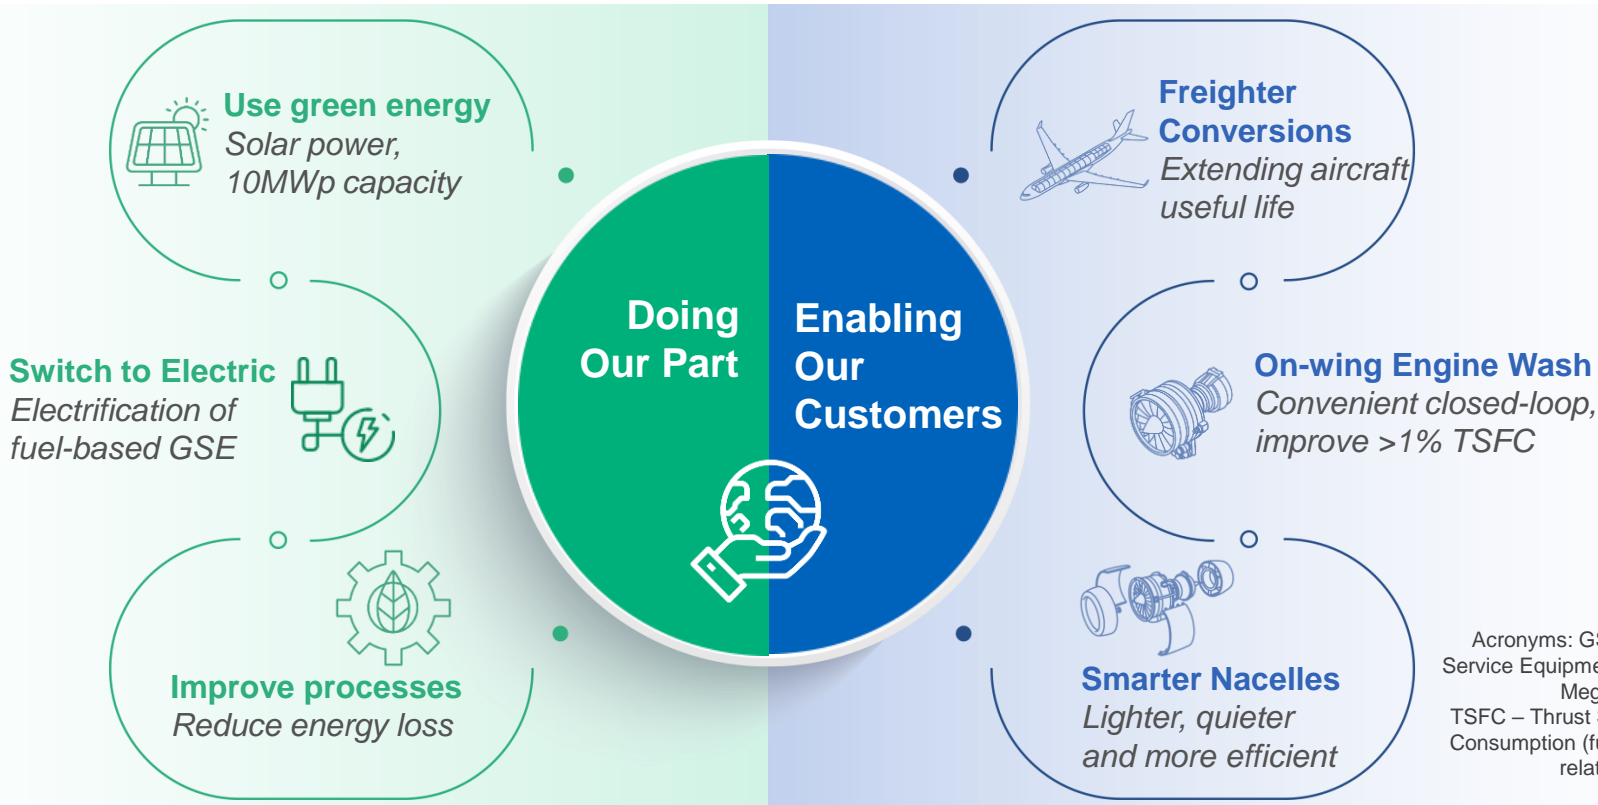 Use green energy
Solar power,
10MWp capacity
Switch to Electric
Electrification of
fuel-based GSE
Improve processes
Reduce energy loss
Doing
Our Part
Enabling
Our
Customers
Freighter
Conversions
Extending aircraft
useful life
On-wing Engine Wash
Convenient closed-loop,
improve >1% TSFC
Smarter Nacelles
Lighter, quieter
and more efficient
Acronyms:
Service
TSFC – Thrust
Consumption